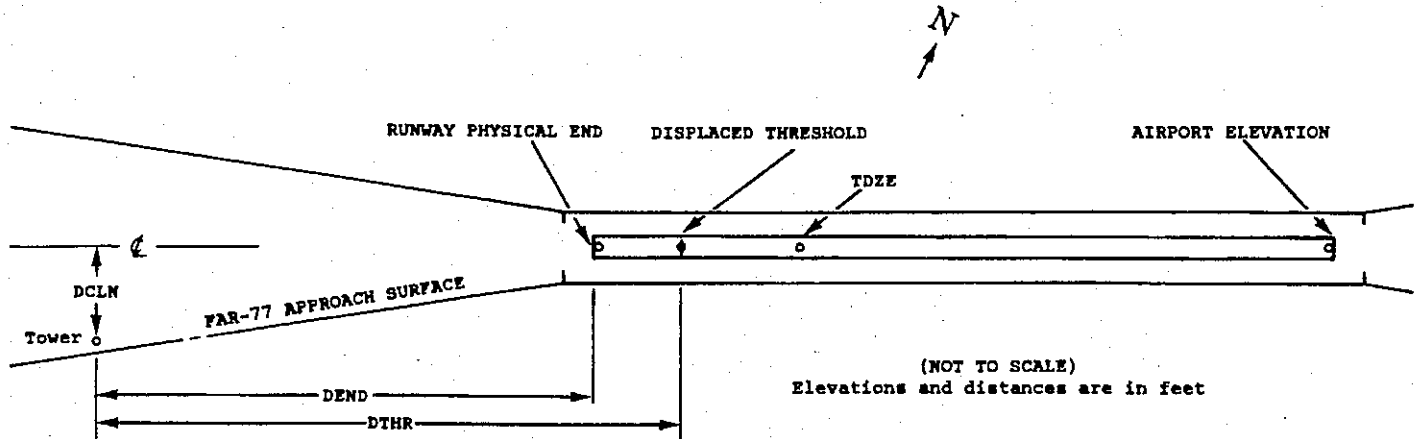 N
RUNWAY PHYSICAL END
DISPLACED THRESHOLD
AIRPORT ELEVATION
TDZE
℄
DCLN
FAR-77 APPROACH SURFACE
Tower
(NOT TO SCALE)
Elevations and distances are in feet
DEND
DTHR